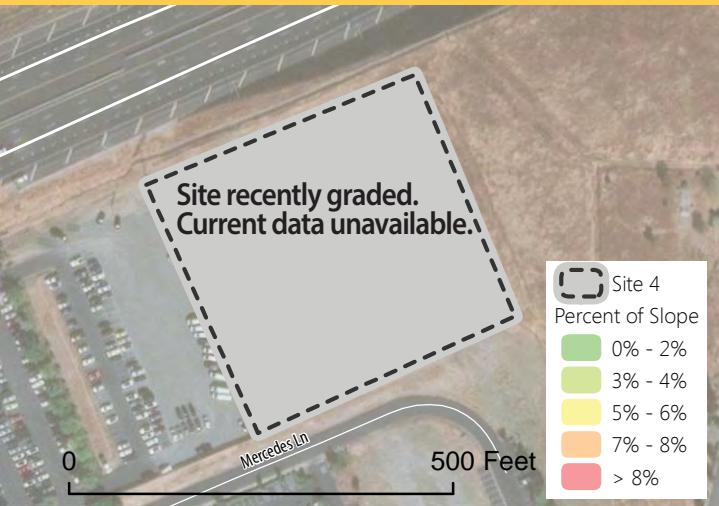 Site recently graded.
Current data unavailable.
Site 4
Percent of Slope
0% - 2%
3% - 4%
5% - 6%
7% - 8%
> 8%
Mercedes Ln
0 500 Feet